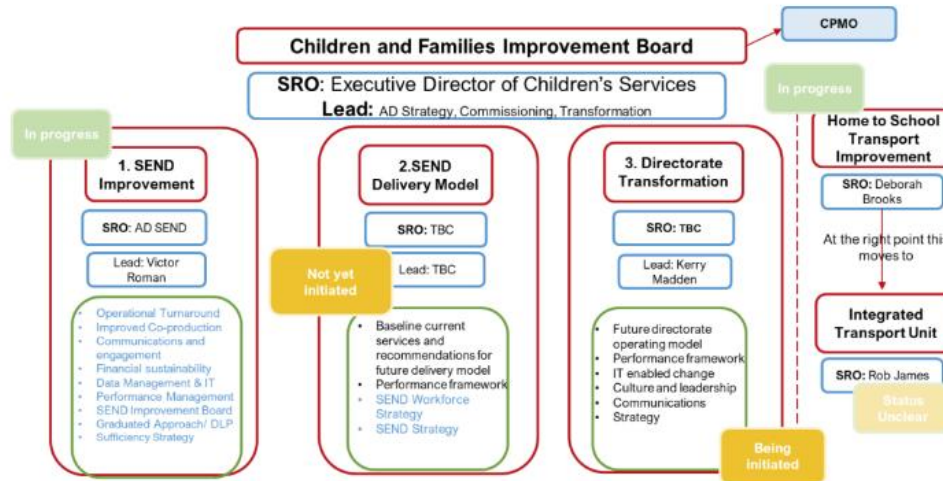 CPMO
Children and Families Improvement Board
SRO: Executive Director of Children's Services
Lead: AD Strategy, Commissioning, Transformation
In progress
1. SEND
Improvement
SRO: AD SEND
Lead: Victor
Roman
• Operational Turnaround
• Improved Co-production
• Communications and
engagement
• Financial sustainability
• Data Management & IT
• Performance Management
• SEND Improvement Board
• Graduated Approach/ DLP
• Sufficiency Strategy
2.SEND
Delivery Model
SRO: TBC
Lead: TBC
Not yet
initiated
• Baseline current
services and
recommendations for
future delivery model
• Performance framework
• SEND Workforce
Strategy
• SEND Strategy
3. Directorate
Transformation
SRO: TBC
Lead: Kerry
Madden
• Future directorate
operating model
• Performance framework
• IT enabled change
• Culture and leadership
• Communications
• Strategy
Being
initiated
In progress
Home to School
Transport
Improvement
SRO: Deborah
Brooks
At the right point this
moves to
Integrated
Transport Unit
SRO: Rob James
Status
Unclear